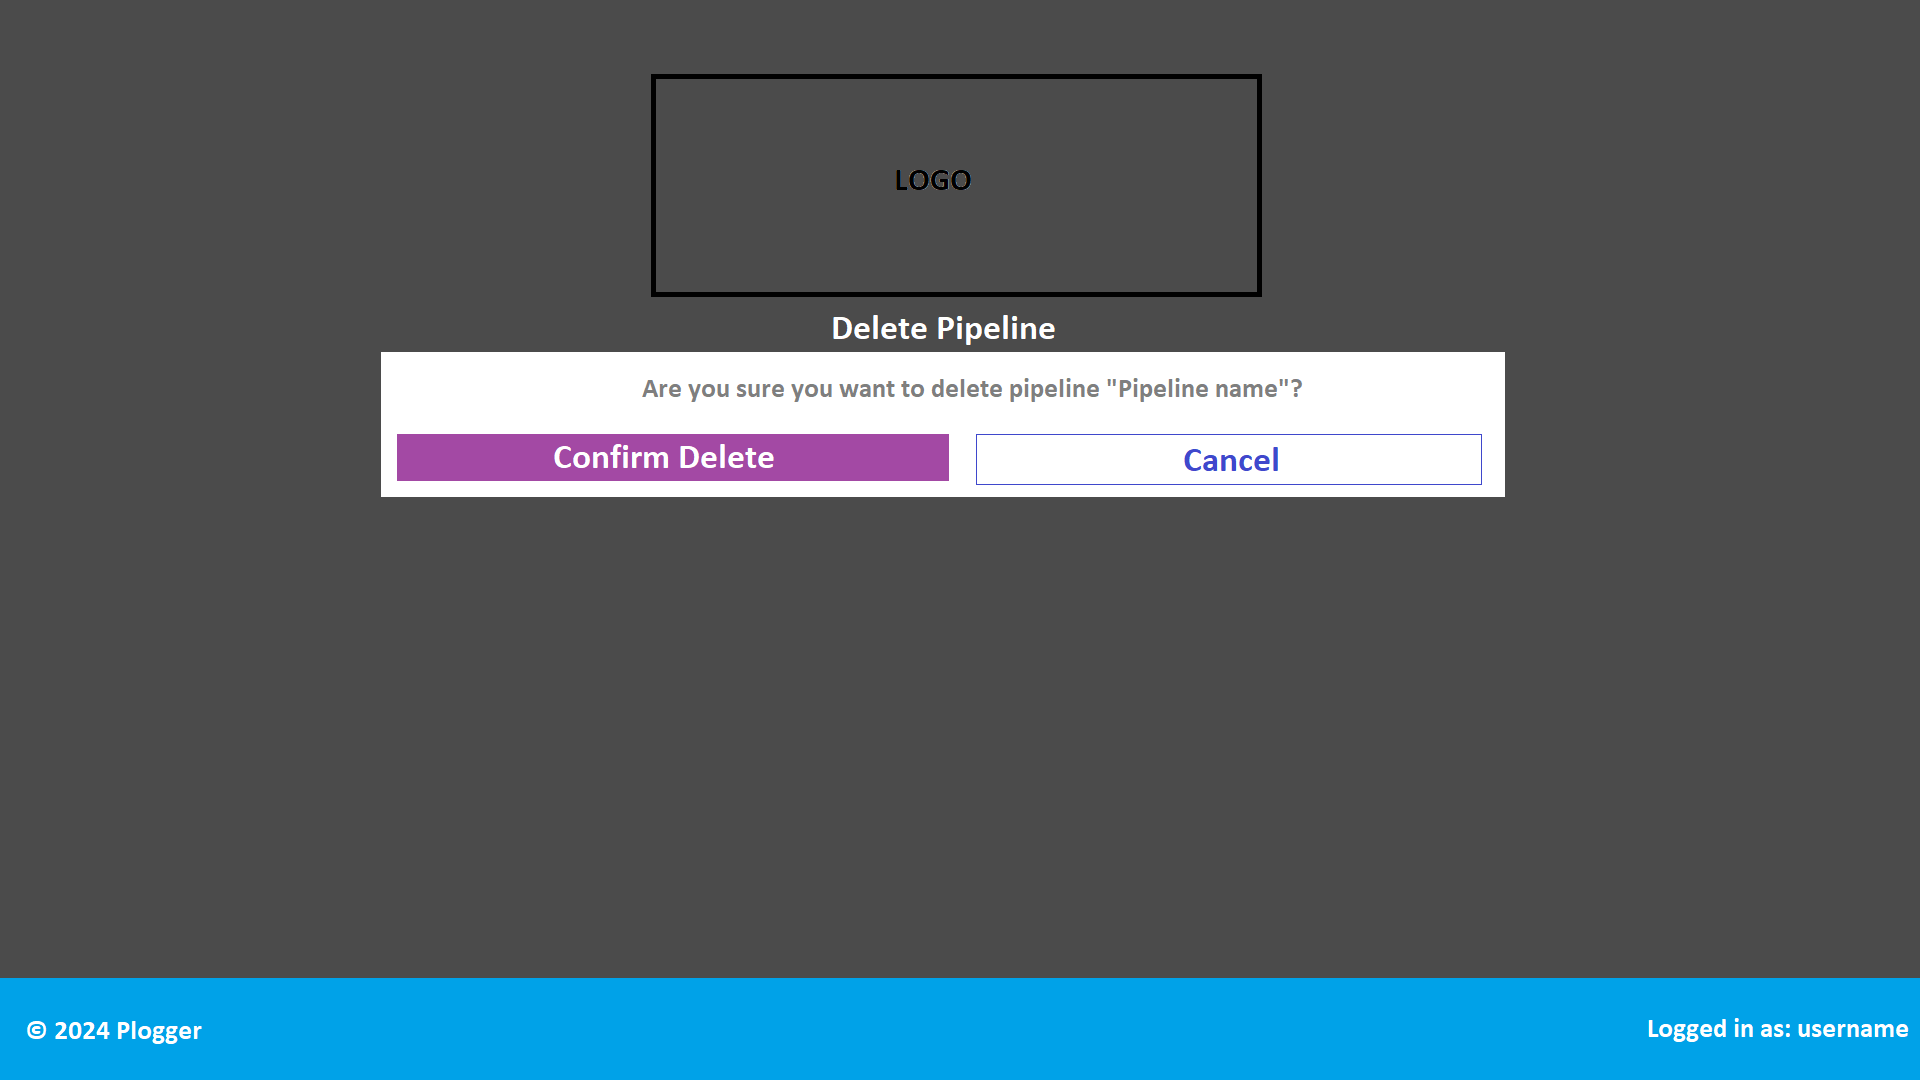 LOGO
Delete Pipeline
Are you sure you want to delete pipeline "Pipeline name"?
Confirm Delete
Cancel
© 2024 Plogger
Logged in as: username